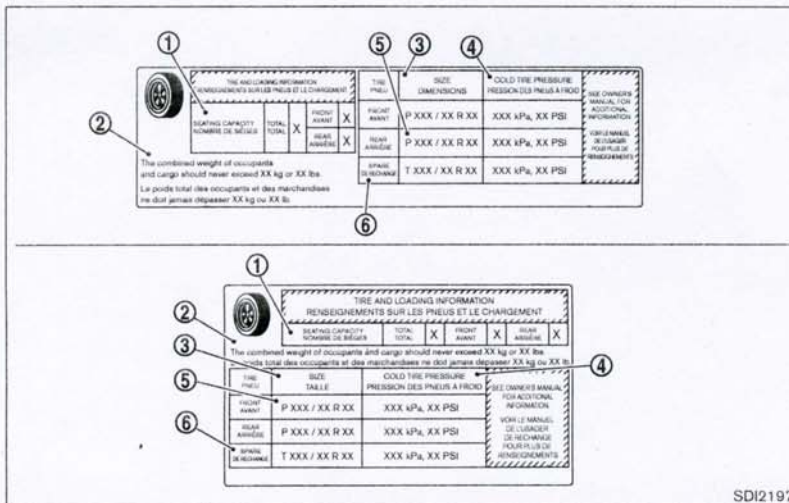 ① ⑤ ③ ④
TIRE AND LOADING INFORMATION
RENSEIGNEMENTS SUR LES PNEUS ET LE CHARGEMENT
SEATING CAPACITY
NOMBRE DE SIÈGES
TOTAL
TOTAL
X
FRONT
AVANT
X
REAR
ARRIÈRE
X
②
The combined weight of occupants
and cargo should never exceed XX kg or XX lbs.
Le poids total des occupants et des marchandises
ne doit jamais dépasser XX kg ou XX lb.
TIRE
PNEU
SIZE
DIMENSIONS
COLD TIRE PRESSURE
PRESSION DES PNEUS A FROID
FRONT
AVANT
P XXX / XX R XX
XXX kPa, XX PSI
REAR
ARRIÈRE
P XXX / XX R XX
XXX kPa, XX PSI
SPARE
DE RECHANGE
T XXX / XX R XX
XXX kPa, XX PSI
SEE OWNER'S
MANUAL FOR
ADDITIONAL
INFORMATION
VOIR LE MANUEL
DE L'USAGER
POUR PLUS DE
RENSEIGNEMENTS
⑥
①
TIRE AND LOADING INFORMATION
RENSEIGNEMENTS SUR LES PNEUS ET LE CHARGEMENT
②
SEATING CAPACITY
NOMBRE DE SIÈGES
TOTAL
TOTAL
X
FRONT
AVANT
X
REAR
ARRIÈRE
X
The combined weight of occupants and cargo should never exceed XX kg or XX lbs.
poids total des occupants et des marchandises ne doit jamais dépasser XX kg ou XX lb.
③
④
TIRE
PNEU
SIZE
TAILLE
COLD TIRE PRESSURE
PRESSION DES PNEUS A FROID
⑤
FRONT
AVANT
P XXX / XX R XX
XXX kPa, XX PSI
REAR
ARRIÈRE
P XXX / XX R XX
XXX kPa, XX PSI
⑥
SPARE
DE RECHANGE
T XXX / XX R XX
XXX kPa, XX PSI
SEE OWNER'S MANUAL
FOR ADDITIONAL
INFORMATION
VOIR LE MANUEL
DE L'USAGER
DE RECHANGE
POUR PLUS DE
RENSEIGNEMENTS
SDI2197